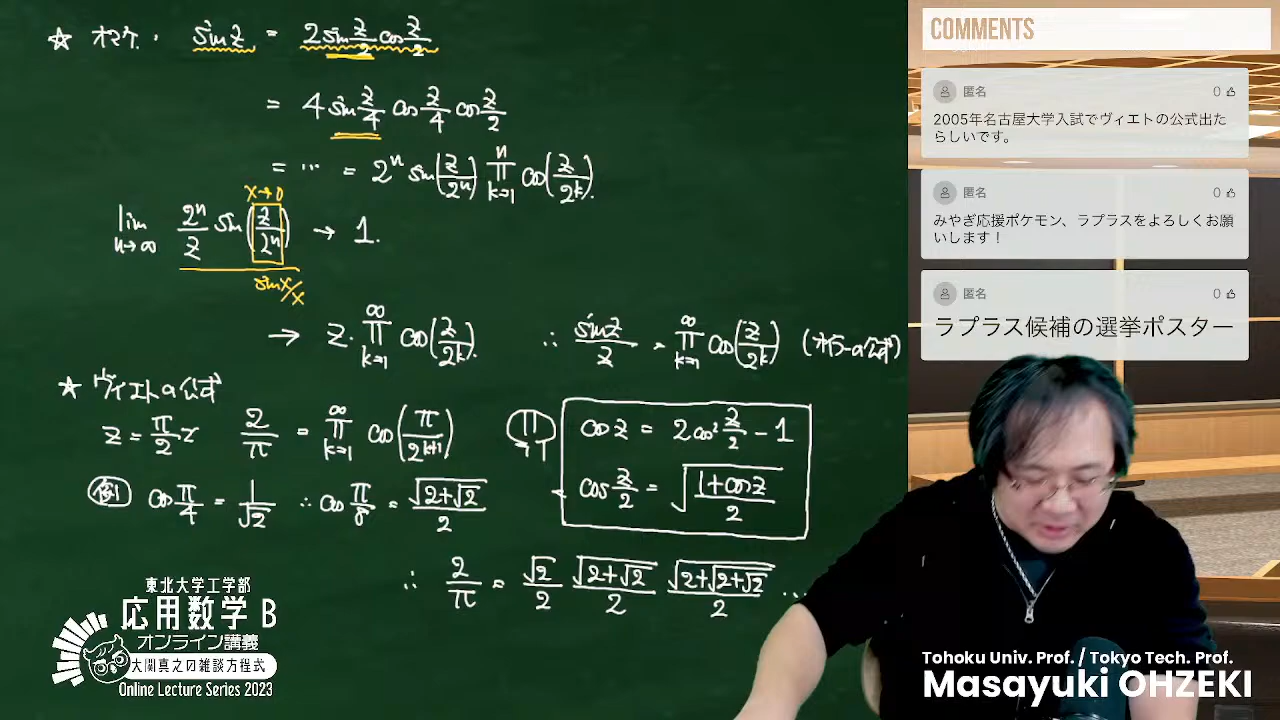 ☆ オマケ. sin z = 2 sin z/2 cos z/2
= 4 sin z/4 cos z/4 cos z/2
= … = 2^n sin(z/2^n) ∏_{k=1}^{n} cos(z/2^k).
x→0
lim_{n→∞} 2^n/z sin(z/2^n) → 1.
sin x/x
→ z・∏_{k=1}^{∞} cos(z/2^k). ∴ sin z/z = ∏_{k=1}^{∞} cos(z/2^k) (オイラーの公式)
☆ ヴィエトの公式
z = π/2 で 2/π = ∏_{k=1}^{∞} cos(π/2^{k+1})
cos z = 2cos² z/2 − 1
cos z/2 = √((1+cos z)/2)
例 cos π/4 = 1/√2 ∴ cos π/8 = √(2+√2)/2
∴ 2/π = √2/2 √(2+√2)/2 √(2+√(2+√2))/2 …
東北大学工学部
応用数学 B
オンライン講義
大関真之の雑談方程式
Online Lecture Series 2023
COMMENTS
匿名 0
2005年名古屋大学入試でヴィエトの公式出た
らしいです。
匿名 0
みやぎ応援ポケモン、ラプラスをよろしくお願
いします！
匿名 0
ラプラス候補の選挙ポスター
Tohoku Univ. Prof. / Tokyo Tech. Prof.
Masayuki OHZEKI